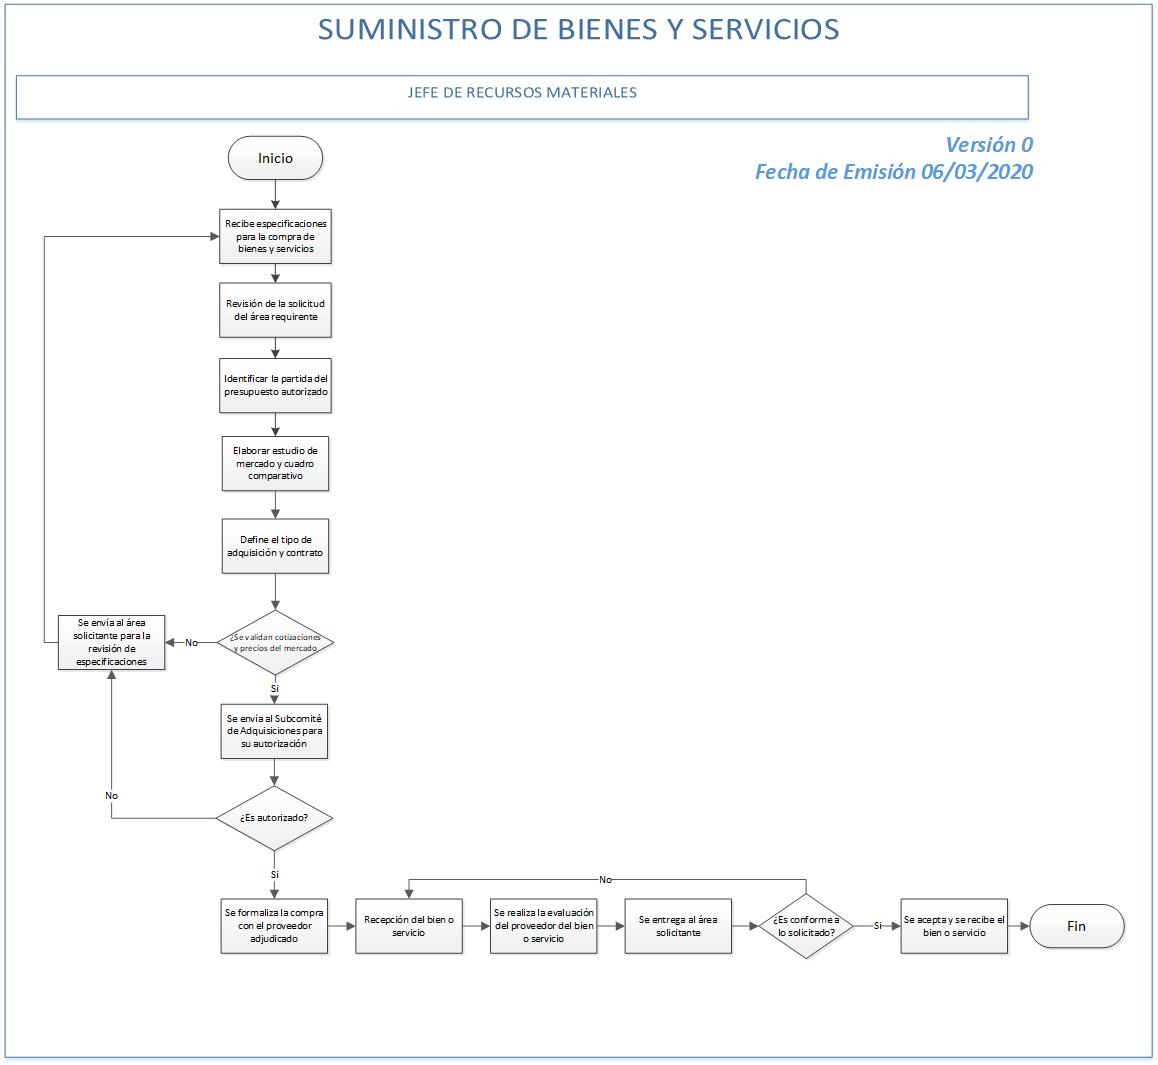 SUMINISTRO DE BIENES Y SERVICIOS
JEFE DE RECURSOS MATERIALES
Versión 0
Fecha de Emisión 06/03/2020
Inicio
Recibe especificaciones
para la compra de
bienes y servicios
Revisión de la solicitud
del área requirente
Identificar la partida del
presupuesto autorizado
Elaborar estudio de
mercado y cuadro
comparativo
Define el tipo de
adquisición y contrato
¿Se validan cotizaciones
y precios del mercado
No
Se envía al área
solicitante para la
revisión de
especificaciones
Si
Se envía al Subcomité
de Adquisiciones para
su autorización
¿Es autorizado?
No
Si
Se formaliza la compra
con el proveedor
adjudicado
Recepción del bien o
servicio
Se realiza la evaluación
del proveedor del bien
o servicio
Se entrega al área
solicitante
¿Es conforme a
lo solicitado?
No
Si
Se acepta y se recibe el
bien o servicio
Fin